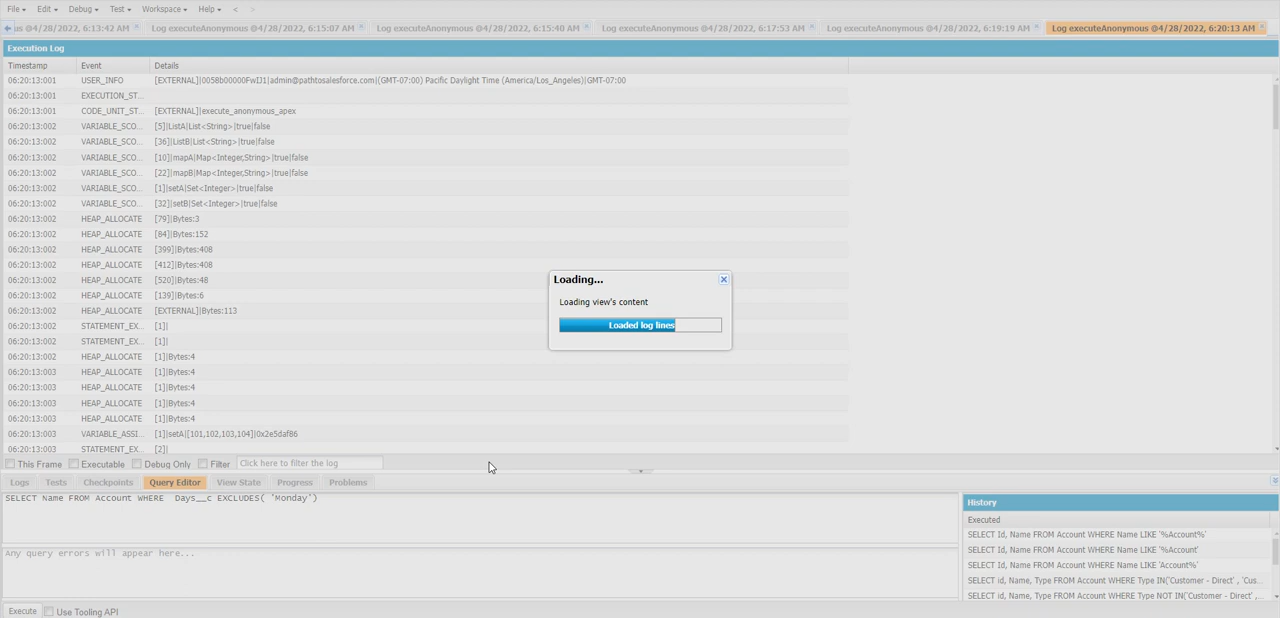 File Edit Debug Test Workspace Help < >
us @4/28/2022, 6:13:42 AM Log executeAnonymous @4/28/2022, 6:15:07 AM Log executeAnonymous @4/28/2022, 6:15:40 AM Log executeAnonymous @4/28/2022, 6:17:53 AM Log executeAnonymous @4/28/2022, 6:19:19 AM Log executeAnonymous @4/28/2022, 6:20:13 AM
Execution Log
Timestamp Event Details
06:20:13:001 USER_INFO [EXTERNAL]|0058b00000FwIJ1|admin@pathtosalesforce.com|(GMT-07:00) Pacific Daylight Time (America/Los_Angeles)|GMT-07:00
06:20:13:001 EXECUTION_ST...
06:20:13:001 CODE_UNIT_ST... [EXTERNAL]|execute_anonymous_apex
06:20:13:002 VARIABLE_SCO... [5]|ListA|List<String>|true|false
06:20:13:002 VARIABLE_SCO... [36]|ListB|List<String>|true|false
06:20:13:002 VARIABLE_SCO... [10]|mapA|Map<Integer,String>|true|false
06:20:13:002 VARIABLE_SCO... [22]|mapB|Map<Integer,String>|true|false
06:20:13:002 VARIABLE_SCO... [1]|setA|Set<Integer>|true|false
06:20:13:002 VARIABLE_SCO... [32]|setB|Set<Integer>|true|false
06:20:13:002 HEAP_ALLOCATE [79]|Bytes:3
06:20:13:002 HEAP_ALLOCATE [84]|Bytes:152
06:20:13:002 HEAP_ALLOCATE [399]|Bytes:408
06:20:13:002 HEAP_ALLOCATE [412]|Bytes:408
06:20:13:002 HEAP_ALLOCATE [520]|Bytes:48
06:20:13:002 HEAP_ALLOCATE [139]|Bytes:6
06:20:13:002 HEAP_ALLOCATE [EXTERNAL]|Bytes:113
06:20:13:002 STATEMENT_EX... [1]|
06:20:13:002 STATEMENT_EX... [1]|
06:20:13:002 HEAP_ALLOCATE [1]|Bytes:4
06:20:13:003 HEAP_ALLOCATE [1]|Bytes:4
06:20:13:003 HEAP_ALLOCATE [1]|Bytes:4
06:20:13:003 HEAP_ALLOCATE [1]|Bytes:4
06:20:13:003 HEAP_ALLOCATE [1]|Bytes:4
06:20:13:003 VARIABLE_ASSI... [1]|setA|[101,102,103,104]|0x2e5daf86
06:20:13:003 STATEMENT_EX... [2]|
Loading...
Loading view's content
Loaded log lines
This Frame Executable Debug Only Filter Click here to filter the log
Logs Tests Checkpoints Query Editor View State Progress Problems
SELECT Name FROM Account WHERE Days__c EXCLUDES( 'Monday')
Any query errors will appear here...
History
Executed
SELECT Id, Name FROM Account WHERE Name LIKE '%Account%'
SELECT Id, Name FROM Account WHERE Name LIKE '%Account'
SELECT Id, Name FROM Account WHERE Name LIKE 'Account%'
SELECT id, Name, Type FROM Account WHERE Type IN('Customer - Direct' , 'Cus...
SELECT id, Name, Type FROM Account WHERE Type NOT IN('Customer - Direct' ,...
Execute Use Tooling API